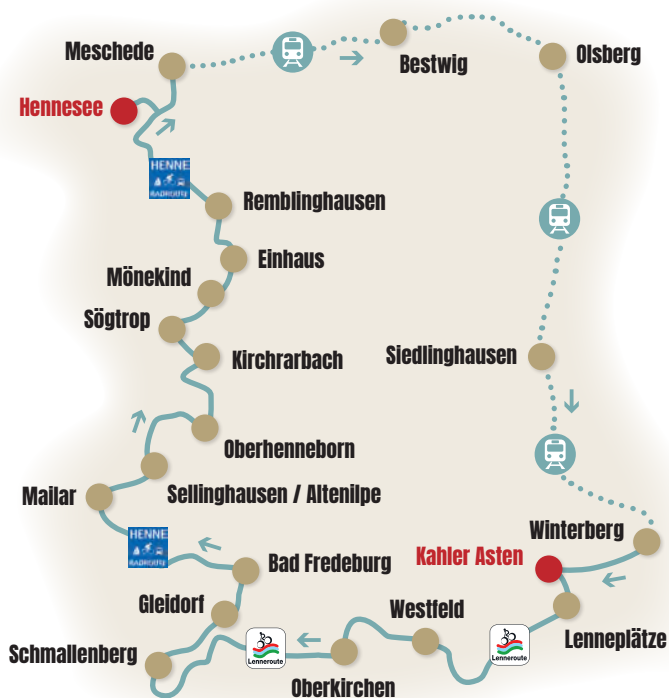 Meschede
Bestwig
Olsberg
Hennesee
HENNE
RADROUTE
Remblinghausen
Einhaus
Mönekind
Sögtrop
Kirchrarbach
Siedlinghausen
Oberhenneborn
Sellinghausen / Altenilpe
Mailar
Winterberg
HENNE
RADROUTE
Kahler Asten
Bad Fredeburg
Gleidorf
Westfeld
Lenneplätze
Schmallenberg
Lenneroute
Lenneroute
Oberkirchen